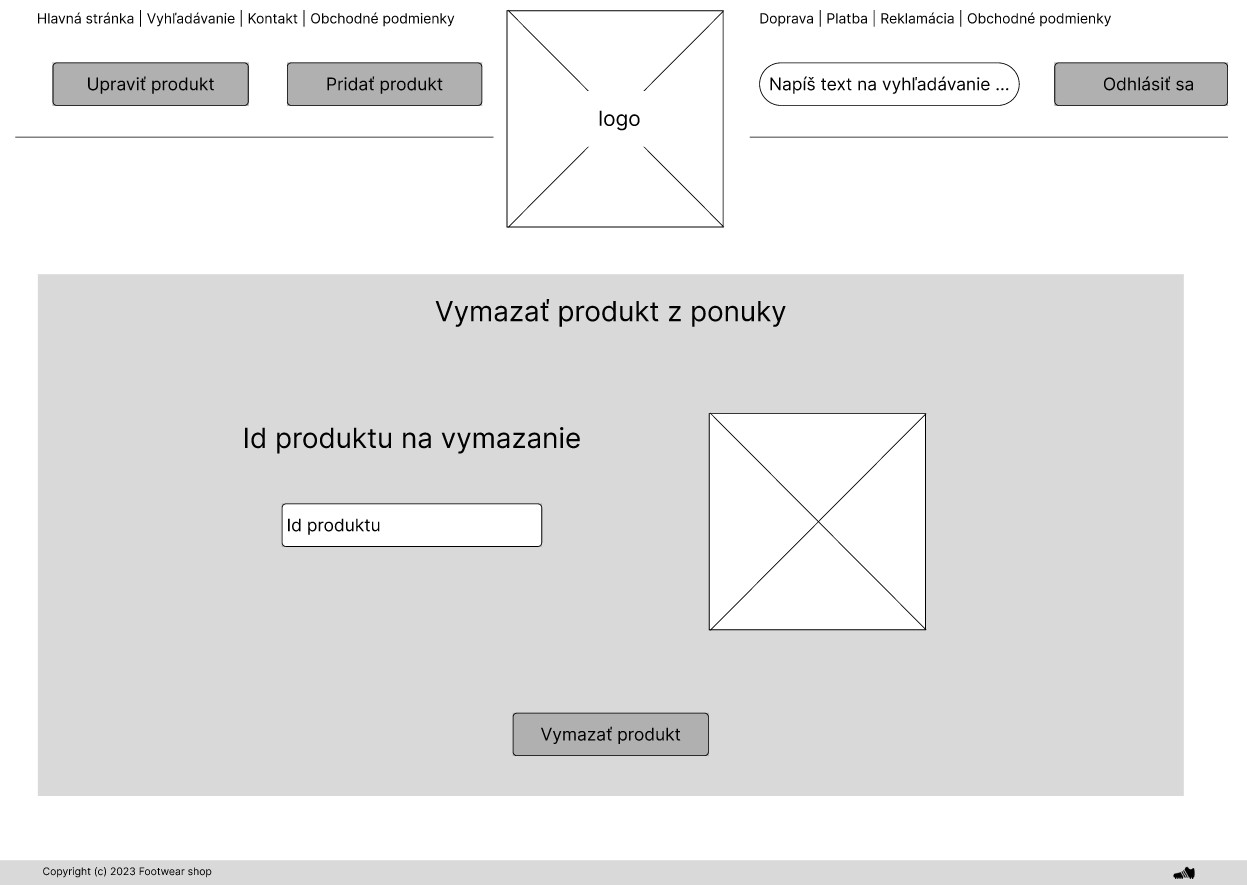 Hlavná stránka | Vyhľadávanie | Kontakt | Obchodné podmienky
Doprava | Platba | Reklamácia | Obchodné podmienky
Upraviť produkt
Pridať produkt
logo
Napíš text na vyhľadávanie ...
Odhlásiť sa
Vymazať produkt z ponuky
Id produktu na vymazanie
Id produktu
Vymazať produkt
Copyright (c) 2023 Footwear shop